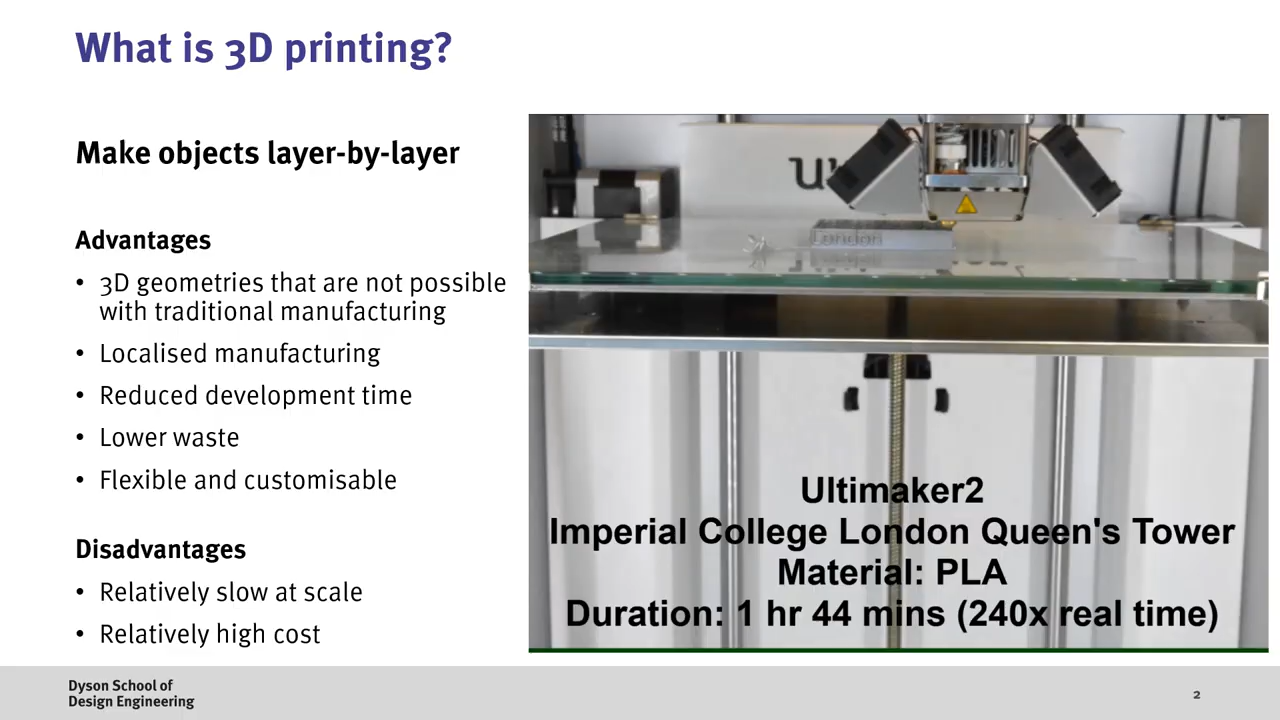 What is 3D printing?
Make objects layer-by-layer
Advantages
• 3D geometries that are not possible
with traditional manufacturing
• Localised manufacturing
• Reduced development time
• Lower waste
• Flexible and customisable
Disadvantages
• Relatively slow at scale
• Relatively high cost
London
Ultimaker2
Imperial College London Queen's Tower
Material: PLA
Duration: 1 hr 44 mins (240x real time)
Dyson School of
Design Engineering
2